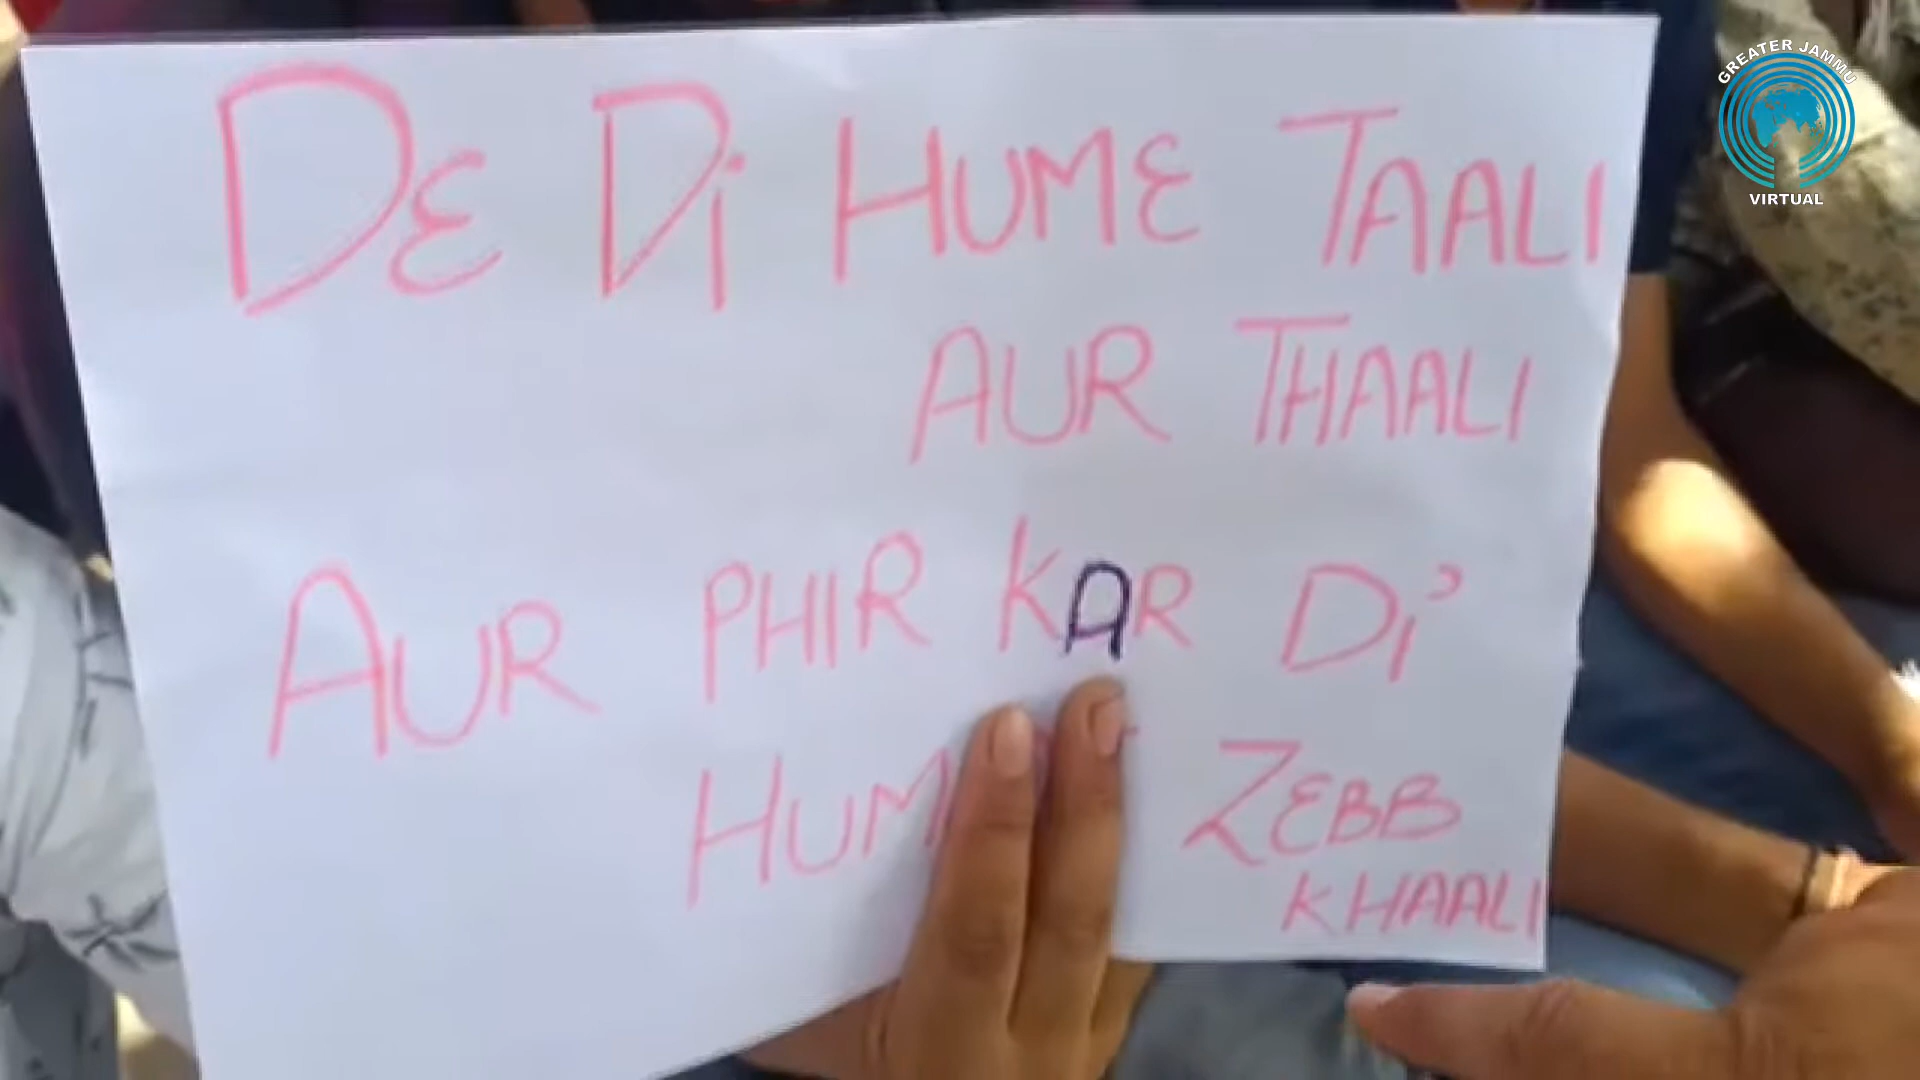 DE Di HUME TAALI
AUR THAALI
AUR PHIR KAR Di
ZEBB
KHAALI
GREATER JAMMU
VIRTUAL